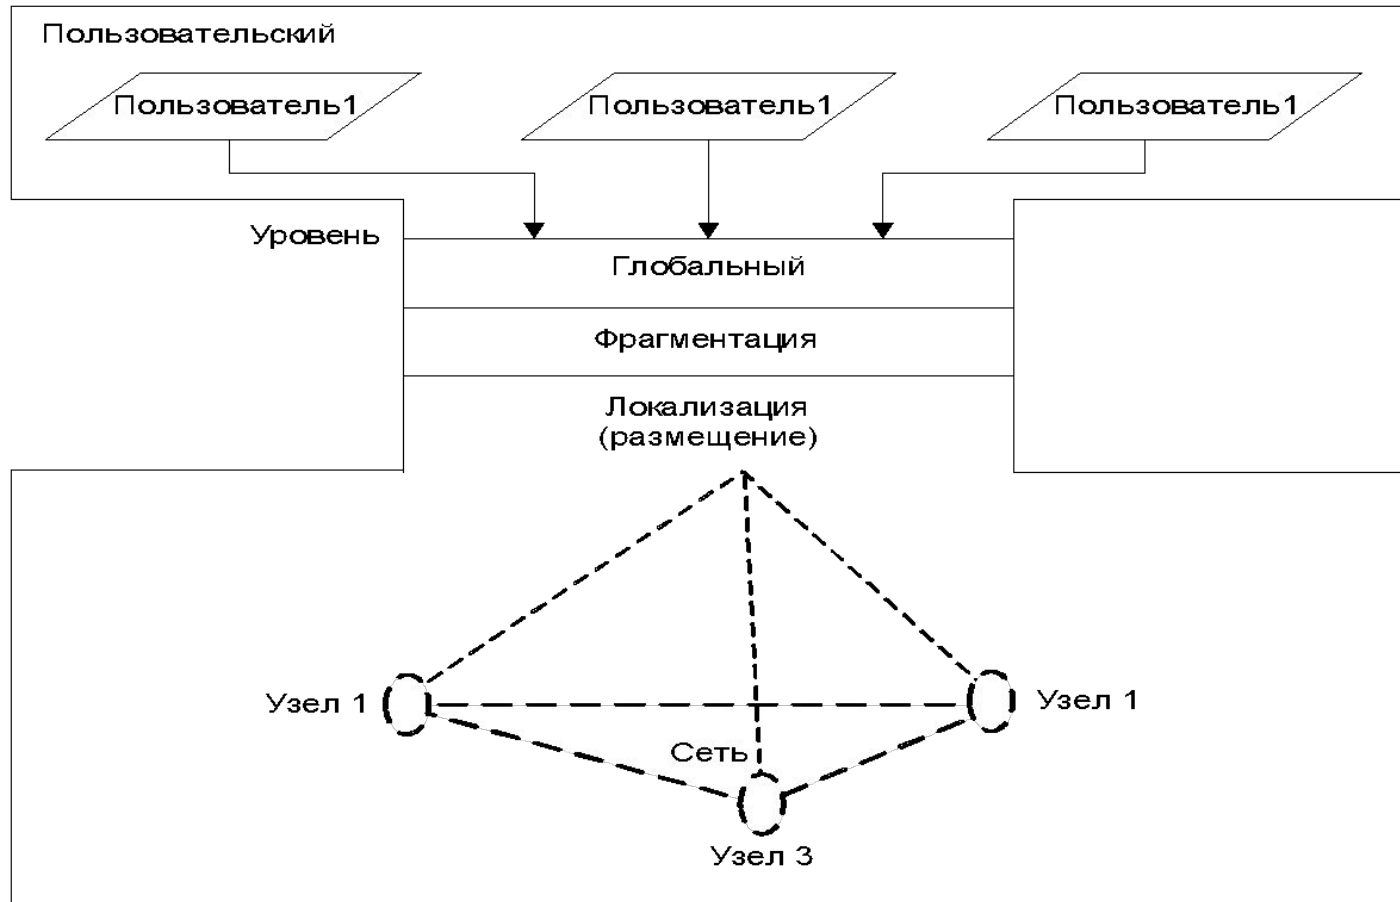 Пользовательский
Пользователь1
Пользователь1
Пользователь1
Уровень
Глобальный
Фрагментация
Локализация
(размещение)
Узел 1
Узел 1
Сеть
Узел 3